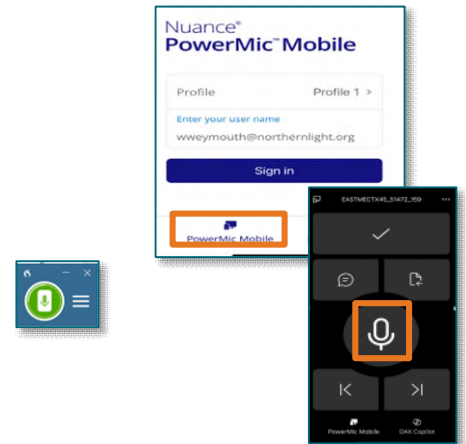 Nuance®
PowerMic™ Mobile
Profile Profile 1 >
Enter your user name
wweymouth@northernlight.org
Sign in
PowerMic Mobile
EASTMECTX45_51472_159
PowerMic Mobile DAX Copilot